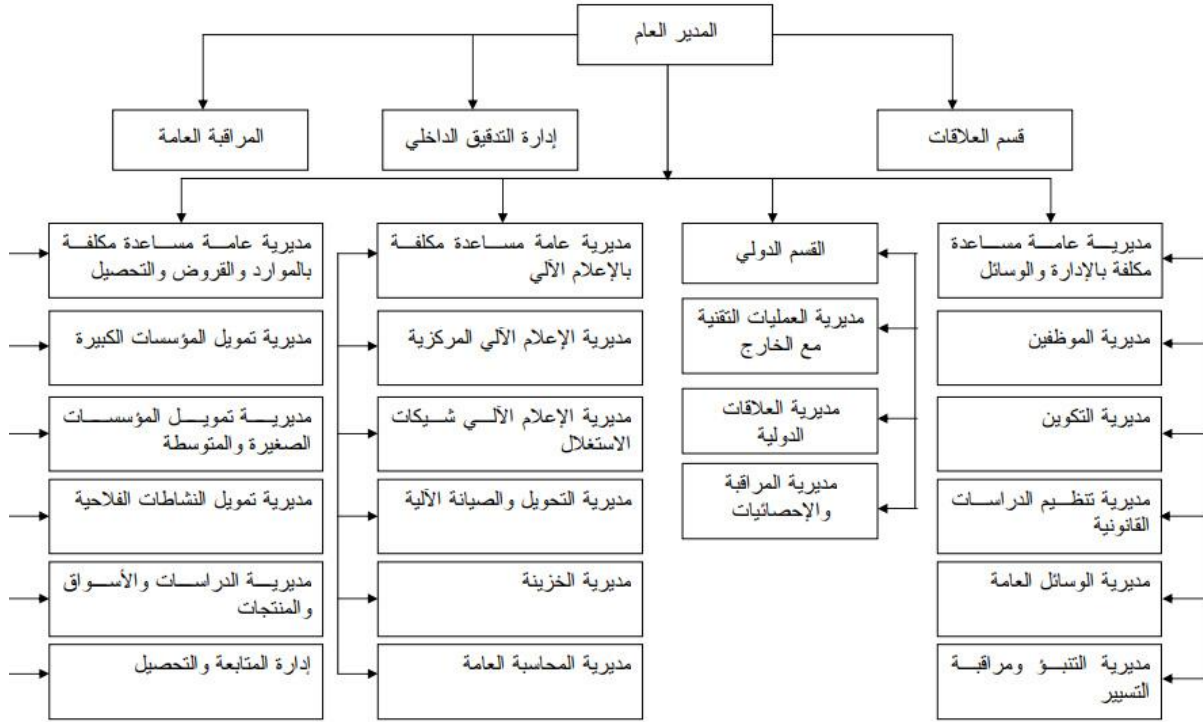 المدير العام
قسم العلاقات
إدارة التدقيق الداخلي
المراقبة العامة
مديرية عامة مساعدة
مكلفة بالإدارة والوسائل
مديرية الموظفين
مديرية التكوين
مديرية تنظيم الدراسات
القانونية
مديرية الوسائل العامة
مديرية التنبؤ ومراقبة
التسيير
القسم الدولي
مديرية العمليات التقنية
مع الخارج
مديرية العلاقات
الدولية
مديرية المراقبة
والإحصائيات
مديرية عامة مساعدة مكلفة
بالإعلام الآلي
مديرية الإعلام الآلي المركزية
مديرية الإعلام الآلي شبكات
الاستغلال
مديرية التحويل والصيانة الآلية
مديرية الخزينة
مديرية المحاسبة العامة
مديرية عامة مساعدة مكلفة
بالموارد والقروض والتحصيل
مديرية تمويل المؤسسات الكبيرة
مديرية تمويل المؤسسات
الصغيرة والمتوسطة
مديرية تمويل النشاطات الفلاحية
مديرية الدراسات والأسواق
والمنتجات
إدارة المتابعة والتحصيل